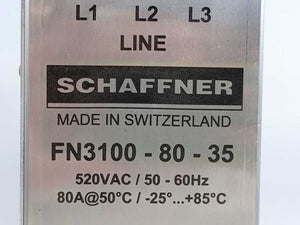 L1 L2 L3
LINE
SCHAFFNER
MADE IN SWITZERLAND
FN3100 - 80 - 35
520VAC / 50 - 60Hz
80A@50°C / -25°...+85°C